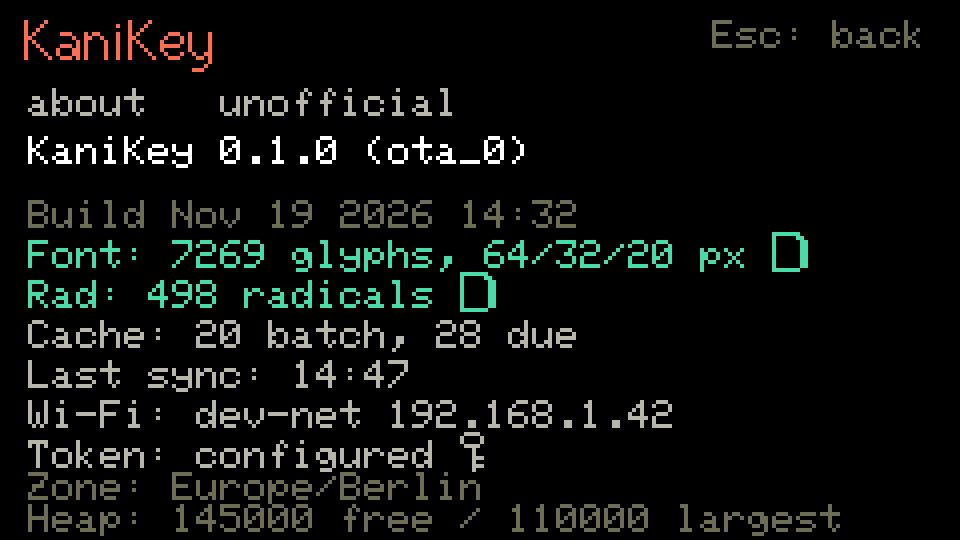 KaniKey
Esc: back
about unofficial
KaniKey 0.1.0 (ota_0)
Build Nov 19 2026 14:32
Font: 7269 glyphs, 64/32/20 px
Rad: 498 radicals
Cache: 20 batch, 28 due
Last sync: 14:47
Wi-Fi: dev-net 192.168.1.42
Token: configured
Zone: Europe/Berlin
Heap: 145000 free / 110000 largest